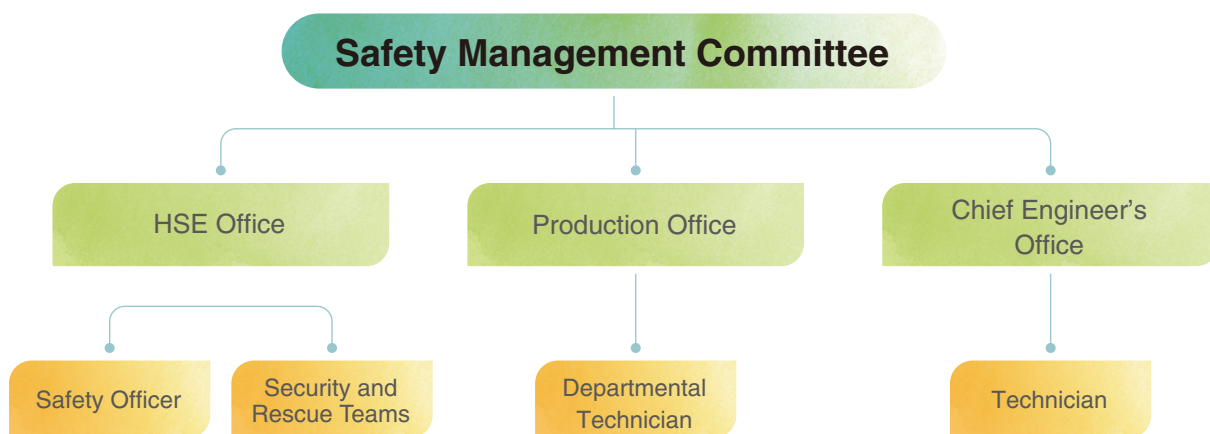 Safety Management Committee
HSE Office
Production Office
Chief Engineer’s
Office
Safety Officer
Security and
Rescue Teams
Departmental
Technician
Technician